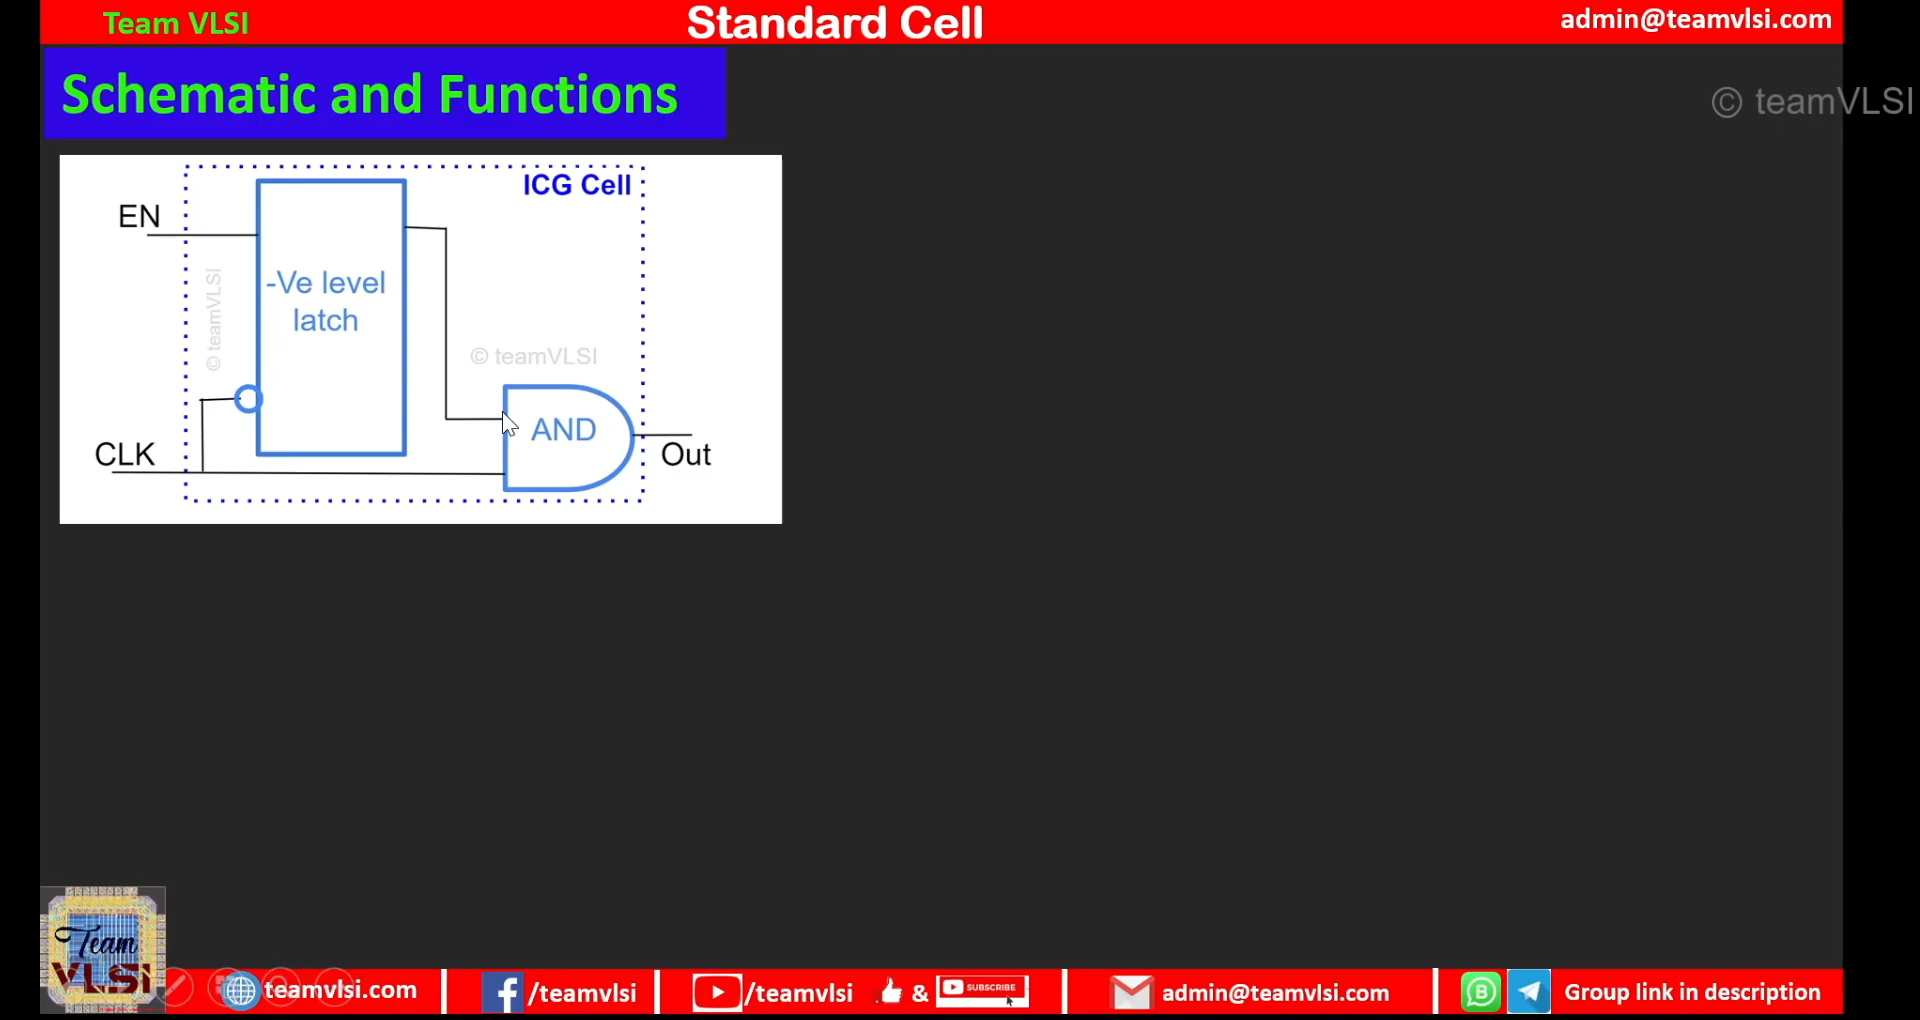 Team VLSI
Standard Cell
admin@teamvlsi.com
Schematic and Functions
© teamVLSI
ICG Cell
EN
-Ve level
latch
© teamVLSI
© teamVLSI
AND
CLK
Out
Team
VLSI
teamvlsi.com
/teamvlsi
/teamvlsi
&
SUBSCRIBE
admin@teamvlsi.com
B
Group link in description